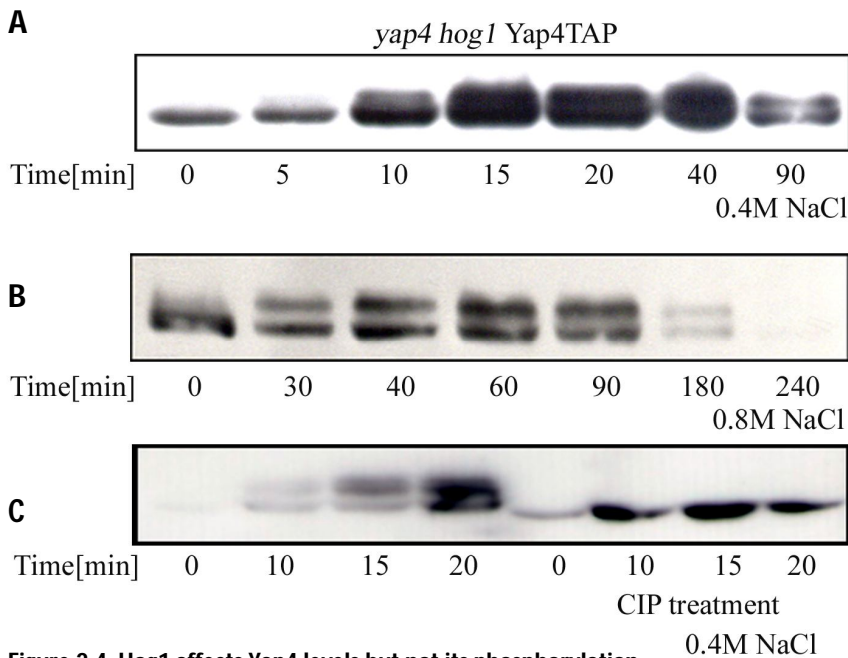 A
yap4 hog1 Yap4TAP
Time[min] 0 5 10 15 20 40 90
0.4M NaCl
B
Time[min] 0 30 40 60 90 180 240
0.8M NaCl
C
Time[min] 0 10 15 20 0 10 15 20
CIP treatment
0.4M NaCl
Figure 2.4. Hog1 affects Yap4 levels but not its phosphorylation